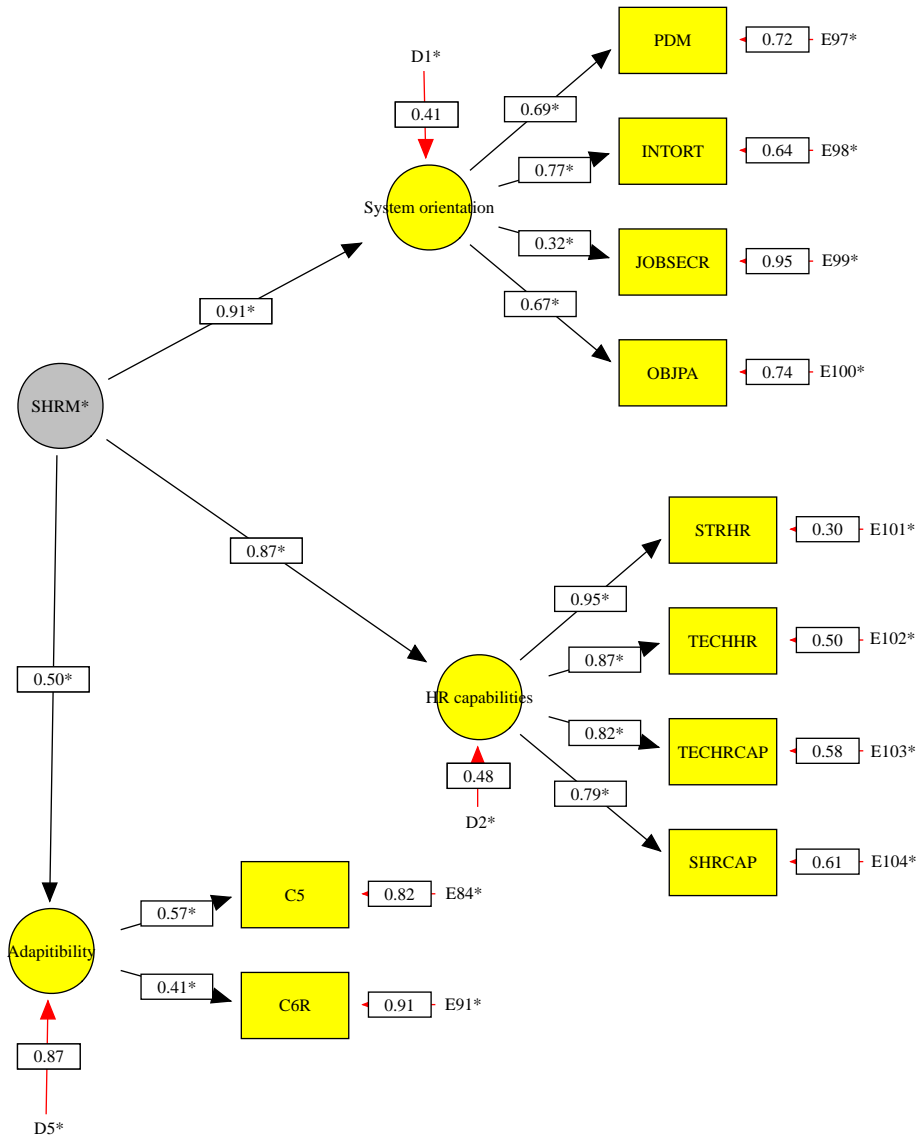 PDM
0.72
E97*
D1*
0.41
0.69*
INTORT
0.64
E98*
0.77*
System orientation
0.32*
JOBSECR
0.95
E99*
0.67*
0.91*
OBJPA
0.74
E100*
SHRM*
STRHR
0.30
E101*
0.87*
0.95*
TECHHR
0.50
E102*
0.87*
0.50*
HR capabilities
0.82*
TECHRCAP
0.58
E103*
0.48
0.79*
D2*
SHRCAP
0.61
E104*
C5
0.82
E84*
0.57*
Adapitibility
0.41*
C6R
0.91
E91*
0.87
D5*